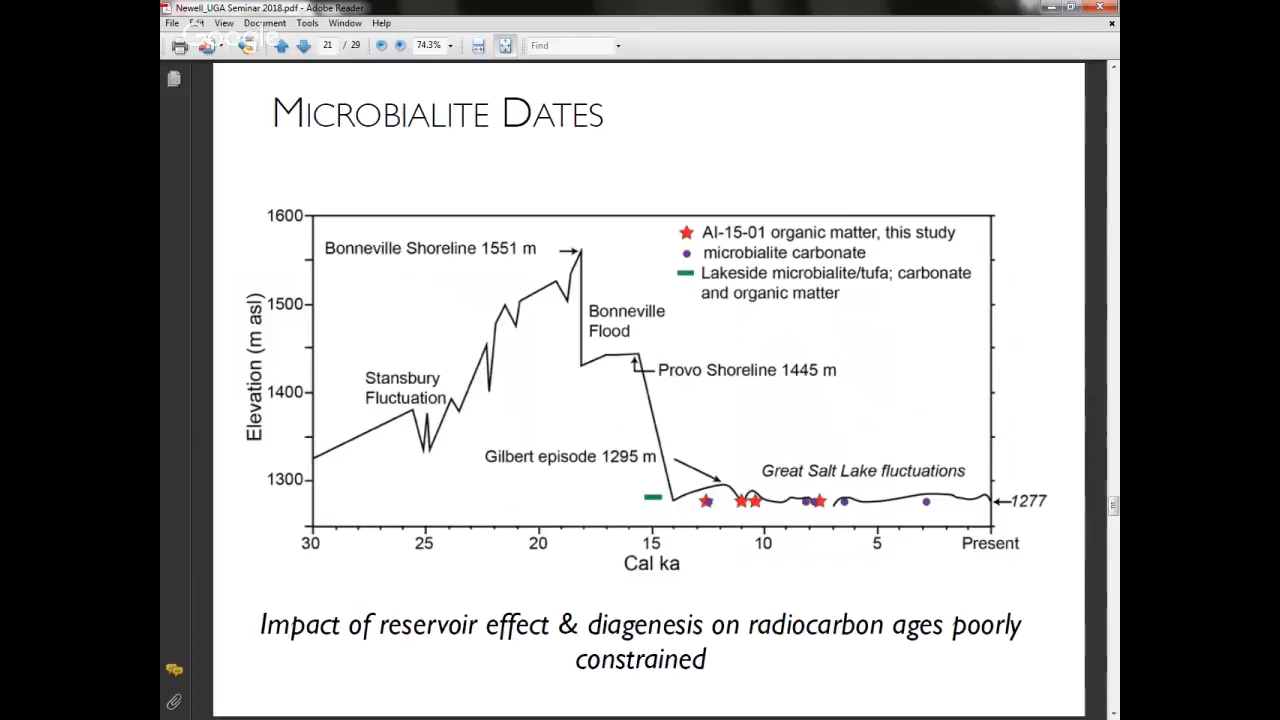 Newell_UGA Seminar 2018.pdf - Adobe Reader
File Edit View Document Tools Window Help
Google
21 / 29 74.3% Find
MICROBIALITE DATES
1600
Bonneville Shoreline 1551 m
AI-15-01 organic matter, this study
microbialite carbonate
Lakeside microbialite/tufa; carbonate
and organic matter
1500
Bonneville
Flood
Elevation (m asl)
Stansbury
Fluctuation
Provo Shoreline 1445 m
1400
Gilbert episode 1295 m
Great Salt Lake fluctuations
1300
1277
30 25 20 15 10 5 Present
Cal ka
Impact of reservoir effect & diagenesis on radiocarbon ages poorly
constrained